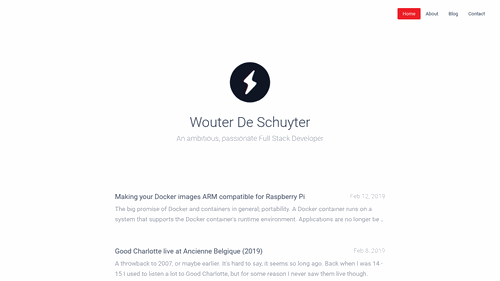 Home About Blog Contact
Wouter De Schuyter
An ambitious, passionate Full Stack Developer.
Making your Docker images ARM compatible for Raspberry Pi Feb 12, 2019
The big promise of Docker and containers in general; portability. A Docker container runs on a
system that supports the Docker container's runtime environment. Applications are no longer tie ..
Good Charlotte live at Ancienne Belgique (2019) Feb 8, 2019
A throwback to 2007, or maybe earlier. It's hard to say, it seems so long ago. Back when I was 14 -
15 I used to listen a lot to Good Charlotte, but for some reason I never saw them live though.